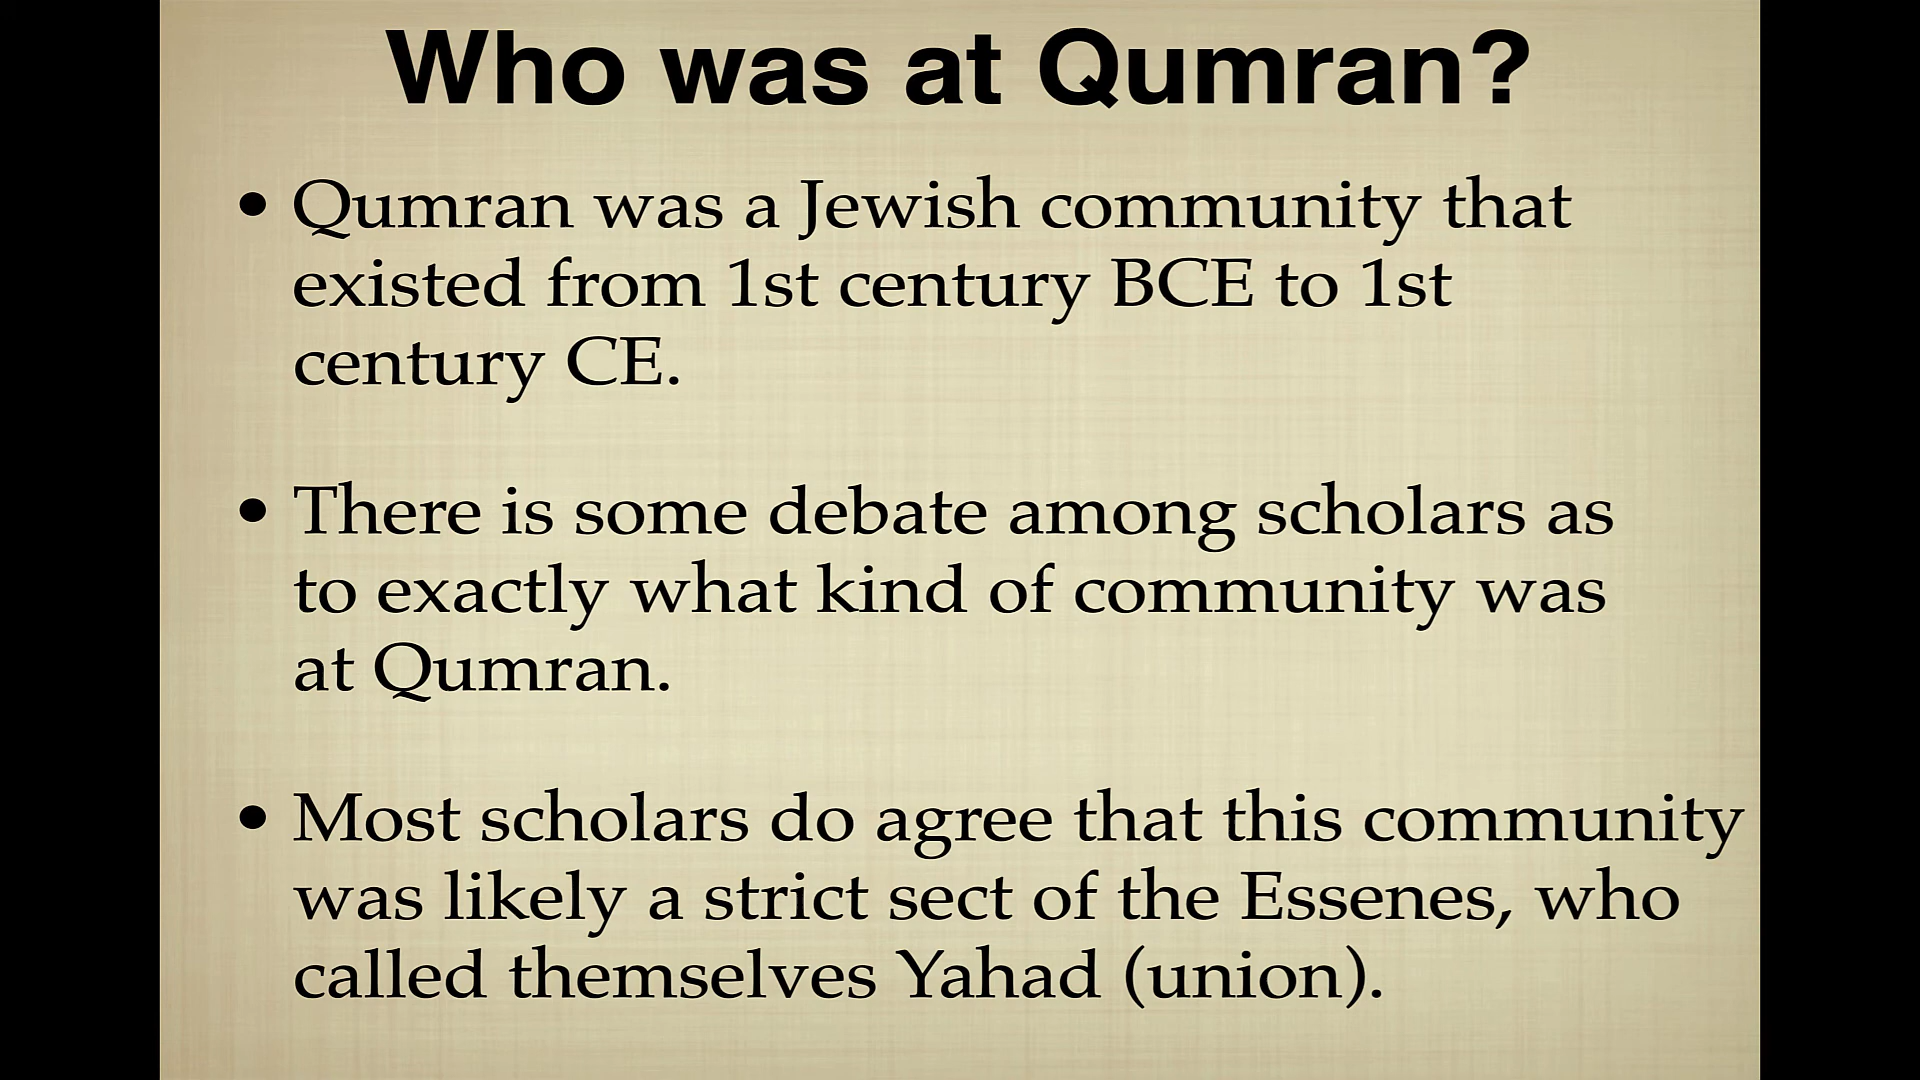 Who was at Qumran?
• Qumran was a Jewish community that
existed from 1st century BCE to 1st
century CE.
• There is some debate among scholars as
to exactly what kind of community was
at Qumran.
• Most scholars do agree that this community
was likely a strict sect of the Essenes, who
called themselves Yahad (union).